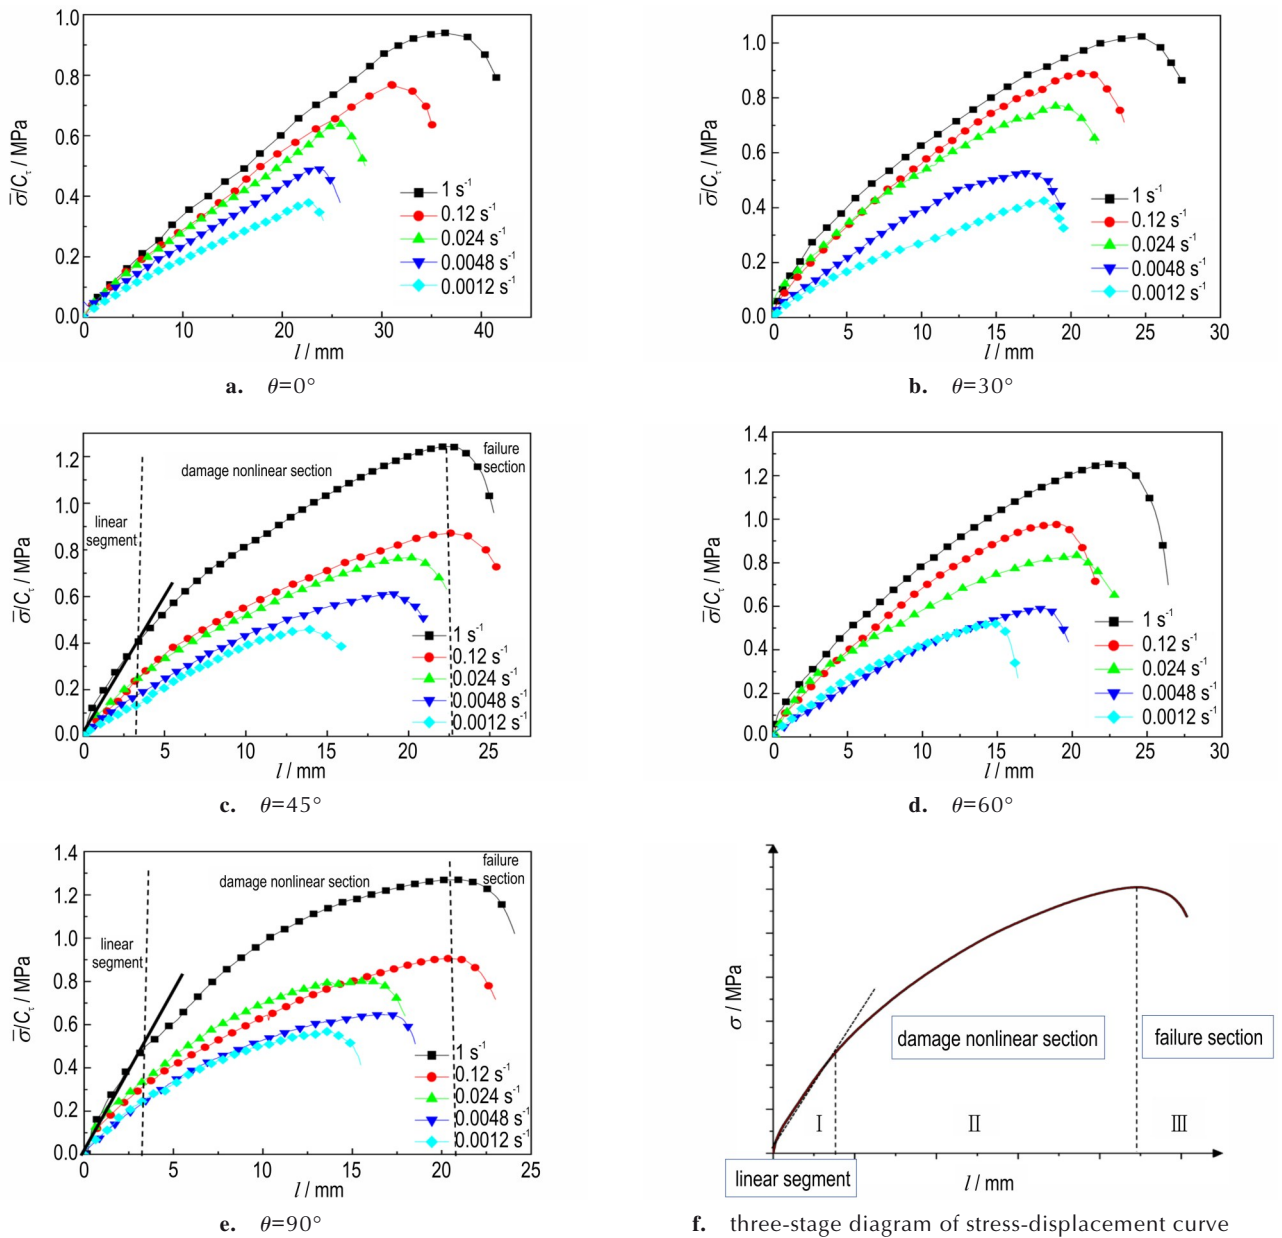 1.0
0.8
0.6
0.4
0.2
0.0
σ̅/Cτ / MPa
1 s⁻¹
0.12 s⁻¹
0.024 s⁻¹
0.0048 s⁻¹
0.0012 s⁻¹
0 10 20 30 40
l / mm
a. θ=0°
1.0
0.8
0.6
0.4
0.2
0.0
σ̅/Cτ / MPa
1 s⁻¹
0.12 s⁻¹
0.024 s⁻¹
0.0048 s⁻¹
0.0012 s⁻¹
0 5 10 15 20 25 30
l / mm
b. θ=30°
1.2
1.0
0.8
0.6
0.4
0.2
0.0
σ̅/Cτ / MPa
linear
segment
damage nonlinear section
failure
section
1 s⁻¹
0.12 s⁻¹
0.024 s⁻¹
0.0048 s⁻¹
0.0012 s⁻¹
0 5 10 15 20 25
l / mm
c. θ=45°
1.4
1.2
1.0
0.8
0.6
0.4
0.2
0.0
σ̅/Cτ / MPa
1 s⁻¹
0.12 s⁻¹
0.024 s⁻¹
0.0048 s⁻¹
0.0012 s⁻¹
0 5 10 15 20 25 30
l / mm
d. θ=60°
1.4
1.2
1.0
0.8
0.6
0.4
0.2
0.0
σ̅/Cτ / MPa
linear
segment
damage nonlinear section
failure
section
1 s⁻¹
0.12 s⁻¹
0.024 s⁻¹
0.0048 s⁻¹
0.0012 s⁻¹
0 5 10 15 20 25
l / mm
e. θ=90°
σ / MPa
damage nonlinear section
failure section
I II III
linear segment
l / mm
f. three-stage diagram of stress-displacement curve